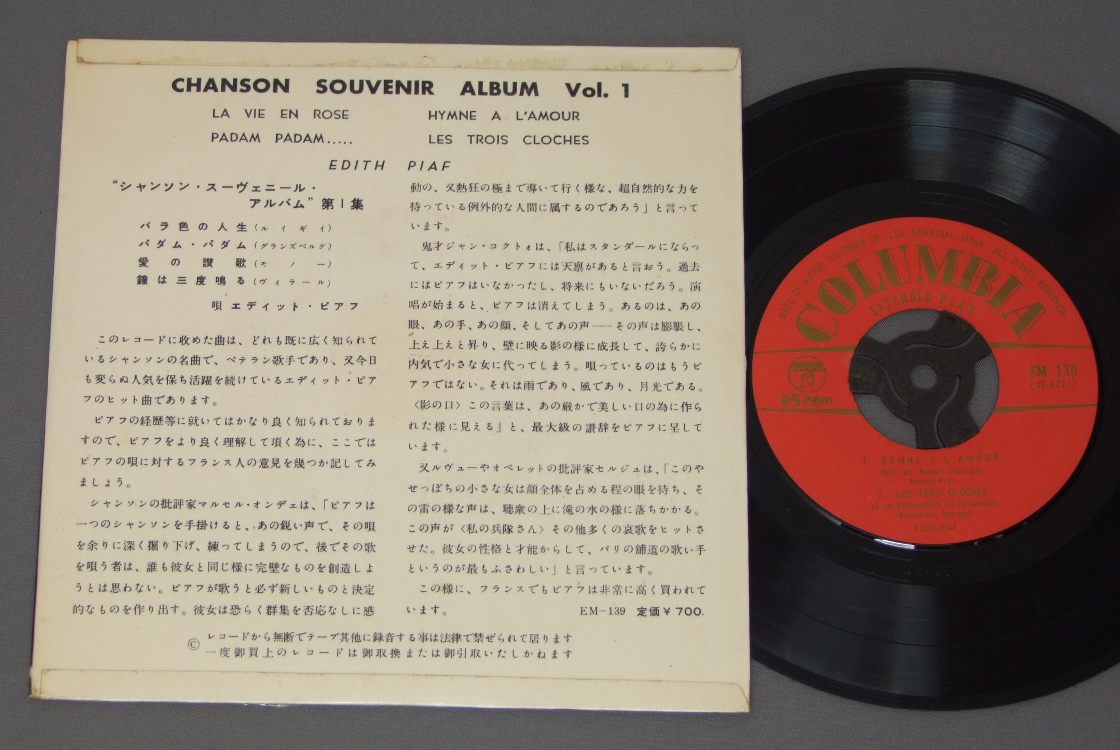 CHANSON SOUVENIR ALBUM Vol. 1
LA VIE EN ROSE
PADAM PADAM.....
HYMNE A L'AMOUR
LES TROIS CLOCHES
EDITH PIAF
“シャンソン・スーヴェニール・
アルバム”第1集
バラ色の人生(ルイギイ)
パダム・パダム(グランズベルグ)
愛の讃歌(モノー)
鐘は三度鳴る(ヴィラール)
唄 エディット・ピアフ
このレコードに収めた曲は、どれも既に広く知られて
いるシャンソンの名曲で、ベテラン歌手であり、又今日
も変らぬ人気を保ち活躍を続けているエディット・ピア
フのヒット曲であります。
ピアフの経歴等に就いてはかなり良く知られておりま
すので、ピアフをより良く理解して頂く為に、ここでは
ピアフの唄に対するフランス人の意見を幾つか記してみ
ましょう。
シャンソンの批評家マルセル・オンデェは、「ピアフは
一つのシャンソンを手掛けると、あの鋭い声で、その唄
を余りに深く掘り下げ、練ってしまうので、後でその歌
を唄う者は、誰も彼女と同じ様に完璧なものを創造しよ
うとは思わない。ピアフが歌うと必ず新しいものと決定
的なものを作り出す。彼女は恐らく群集を否応なしに感
動の、又熱狂の極まで導いて行く様な、超自然的な力を
持っている例外的な人間に属するのであろう」と言って
います。
鬼才ジャン・コクトォは、「私はスタンダールにならっ
て、エディット・ピアフには天禀があると言おう。過去
にはピアフはいなかったし、将来にもいないだろう。演
唱が始まると、ピアフは消えてしまう。あるのは、あの
眼、あの手、あの顔、そしてあの声――その声は膨脹し、
上え上えと昇り、壁に映る影の様に成長して、誇らかに
内気で小さな女に代ってしまう。唄っているのはもうピ
アフではない。それは雨であり、風であり、月光である。
〈影の口〉この言葉は、あの厳かで美しい日の為に作ら
れた様に見える」と、最大級の讃辞をピアフに呈して
います。
又ルヴューやオペレットの批評家セルジュは、「このや
せっぽちの小さな女は顔全体を占める程の眼を持ち、そ
の雷の様な声は、聴衆の上に滝の水の様に落ちかかる。
この声が〈私の兵隊さん〉その他多くの哀歌をヒットさ
せた。彼女の性格と才能からして、パリの舗道の歌い手
というのが最もふさわしい」と言っています。
この様に、フランスでもピアフは非常に高く買われて
います。
EM-139 定価¥700.
Ⓒ レコードから無断でテープ其他に録音する事は法律で禁ぜられて居ります
一度御買上のレコードは御取換または御引取いたしかねます
COLUMBIA
EXTENDED PLAY
EM 139
45 rpm
1. HYMNE A L'AMOUR
2. LES TROIS CLOCHES
EDITH PIAF